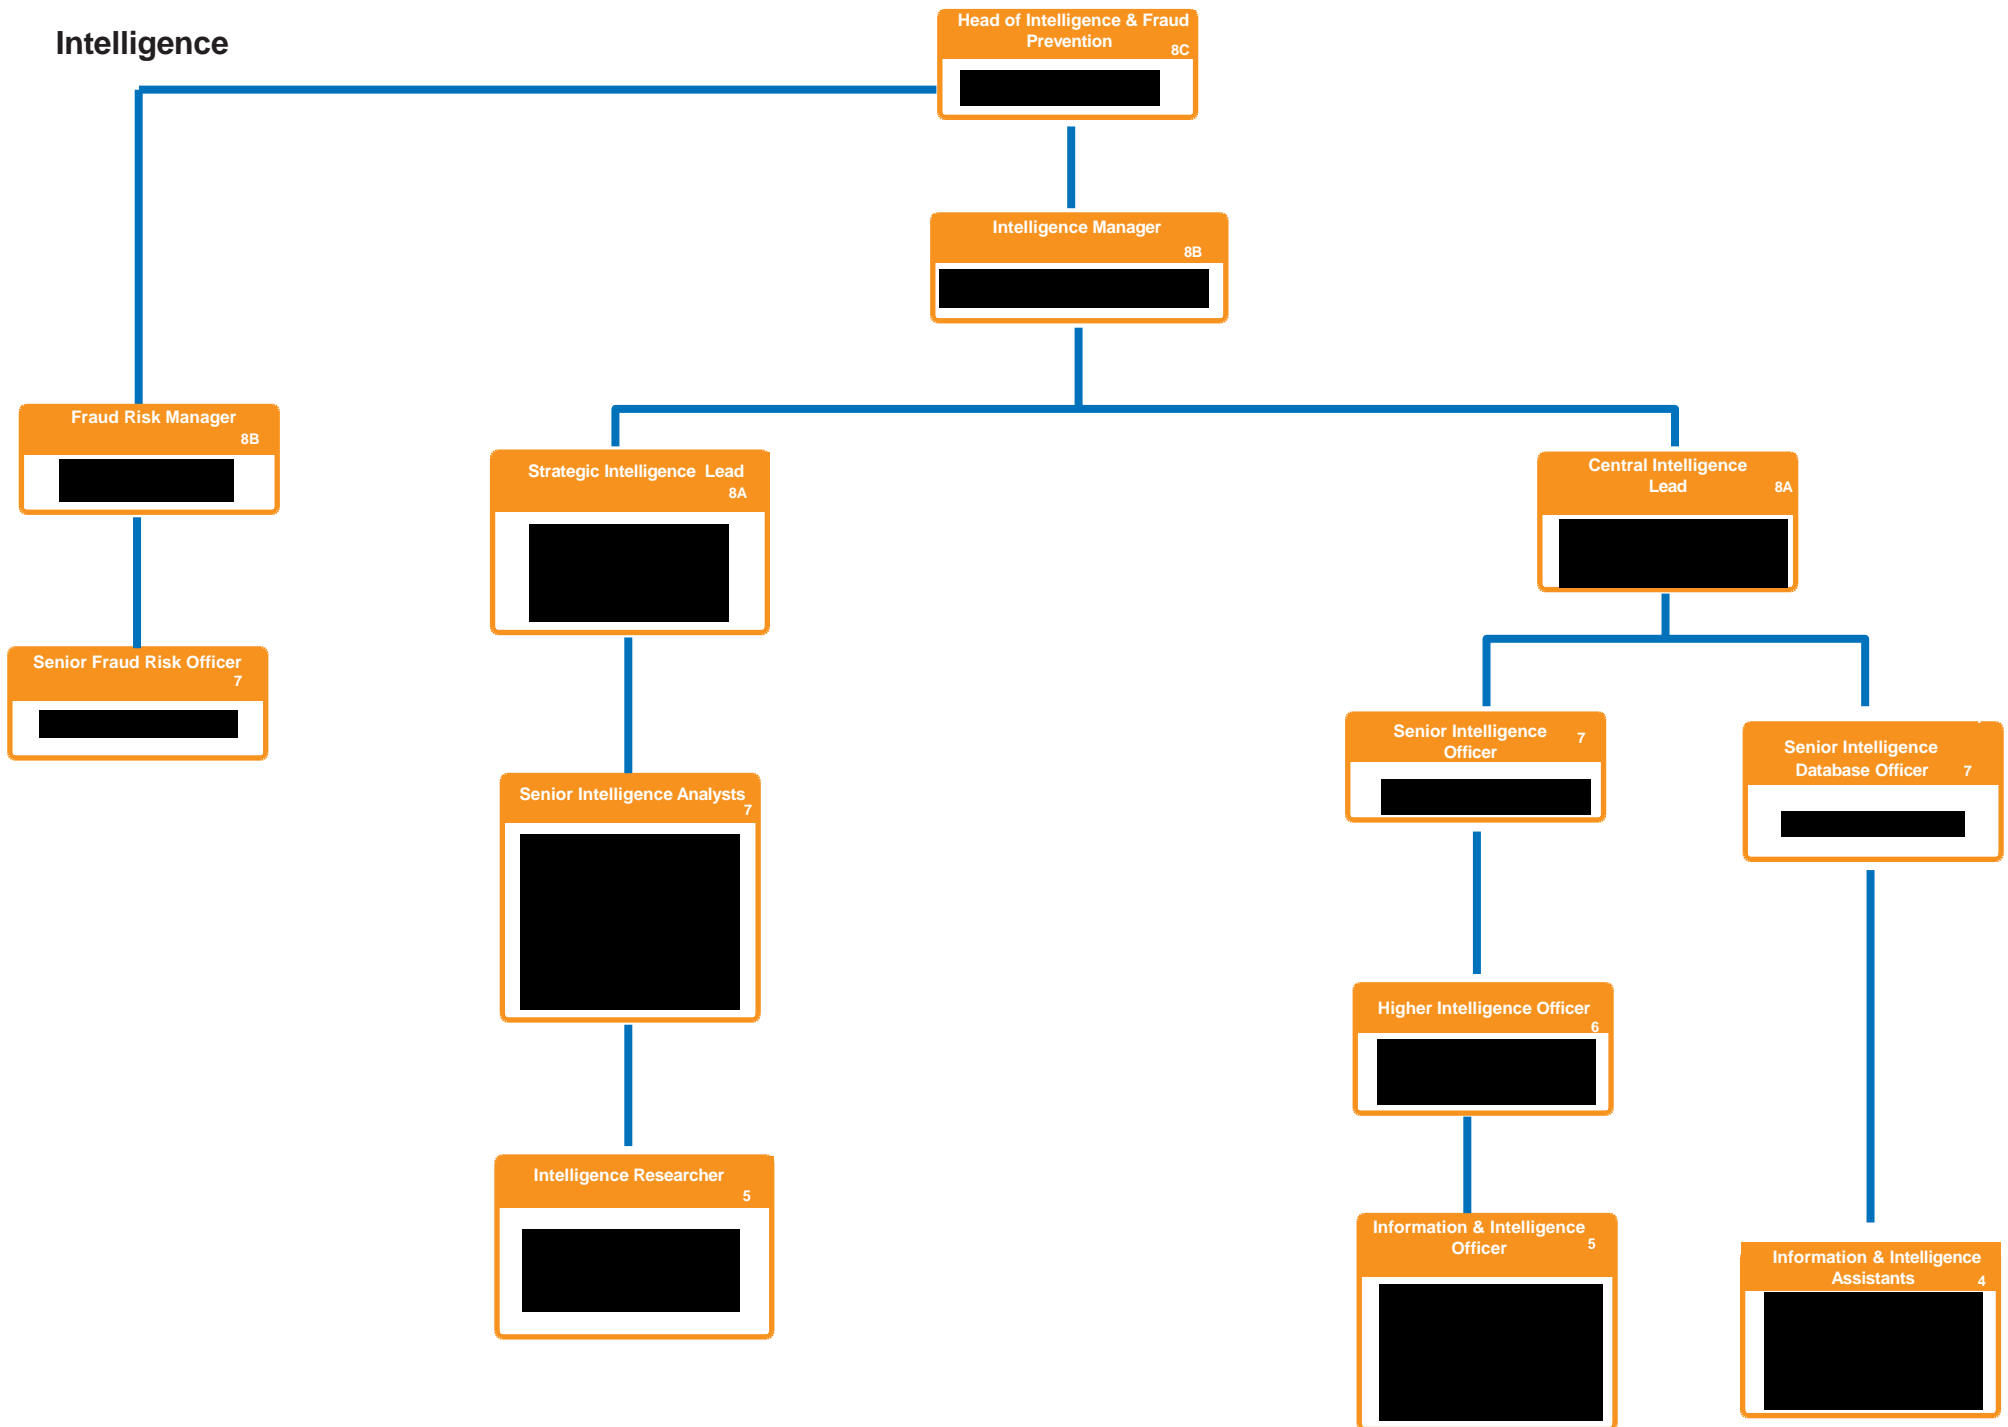 Intelligence
Head of Intelligence & Fraud
Prevention
8C
Intelligence Manager
8B
Fraud Risk Manager
8B
Strategic Intelligence Lead
8A
Central Intelligence
Lead 8A
Senior Fraud Risk Officer
7
Senior Intelligence 7
Officer
Senior Intelligence
Database Officer 7
Senior Intelligence Analysts
7
Higher Intelligence Officer
6
Intelligence Researcher
5
Information & Intelligence
Officer 5
Information & Intelligence
Assistants 4